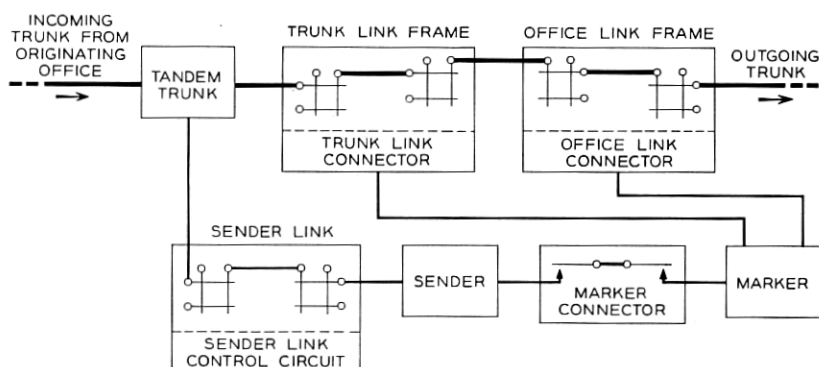 INCOMING
TRUNK FROM
ORIGINATING
OFFICE
TANDEM
TRUNK
TRUNK LINK FRAME
TRUNK LINK
CONNECTOR
OFFICE LINK FRAME
OFFICE LINK
CONNECTOR
OUTGOING
TRUNK
SENDER LINK
SENDER LINK
CONTROL CIRCUIT
SENDER
MARKER
CONNECTOR
MARKER